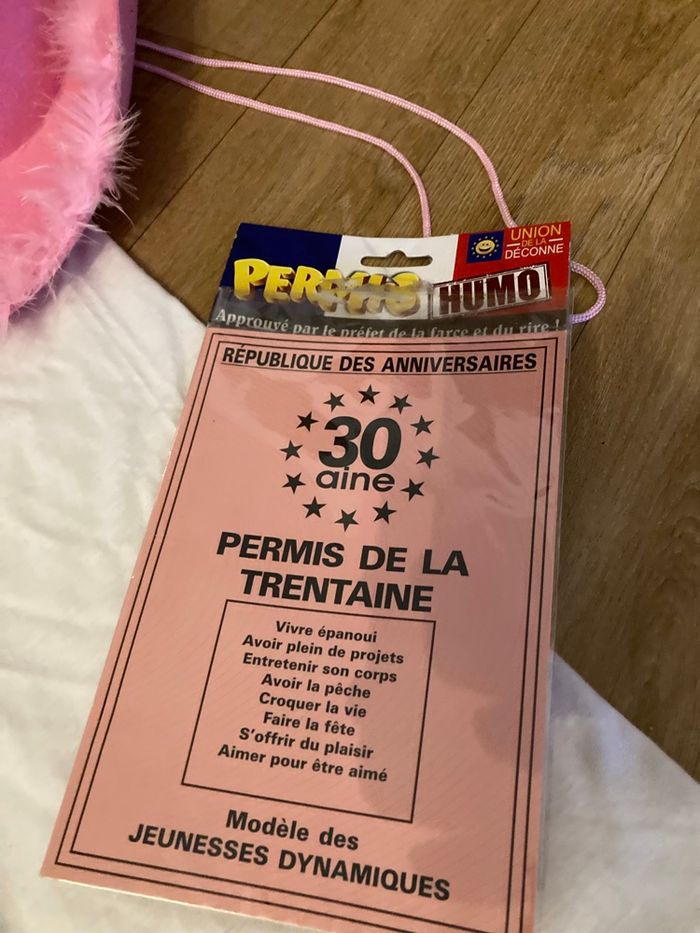 UNION
DE LA
DÉCONNE
PERMIS HUMO
Approuvé par le préfet de la farce et du rire !
RÉPUBLIQUE DES ANNIVERSAIRES
30
aine
PERMIS DE LA
TRENTAINE
Vivre épanoui
Avoir plein de projets
Entretenir son corps
Avoir la pêche
Croquer la vie
Faire la fête
S'offrir du plaisir
Aimer pour être aimé
Modèle des
JEUNESSES DYNAMIQUES